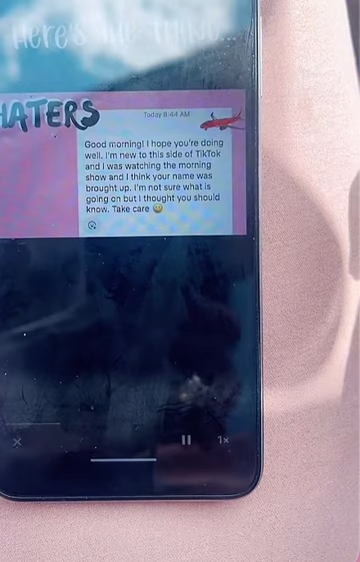 HERE'S THE THING...
HATERS
Today 8:44 AM
Good morning! I hope you're doing
well. I'm new to this side of TikTok
and I was watching the morning
show and I think your name was
brought up. I'm not sure what is
going on but I thought you should
know. Take care 🙂
1×